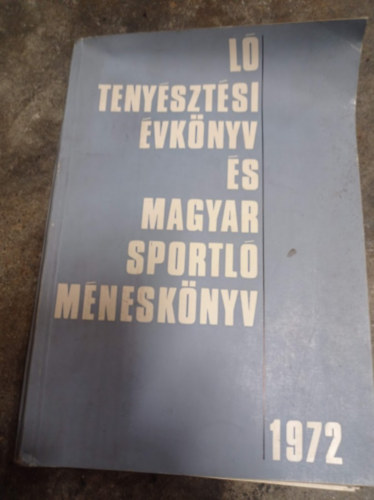 LÓ
TENYÉSZTÉSI
ÉVKÖNYV
ÉS
MAGYAR
SPORTLÓ
MÉNESKÖNYV
1972